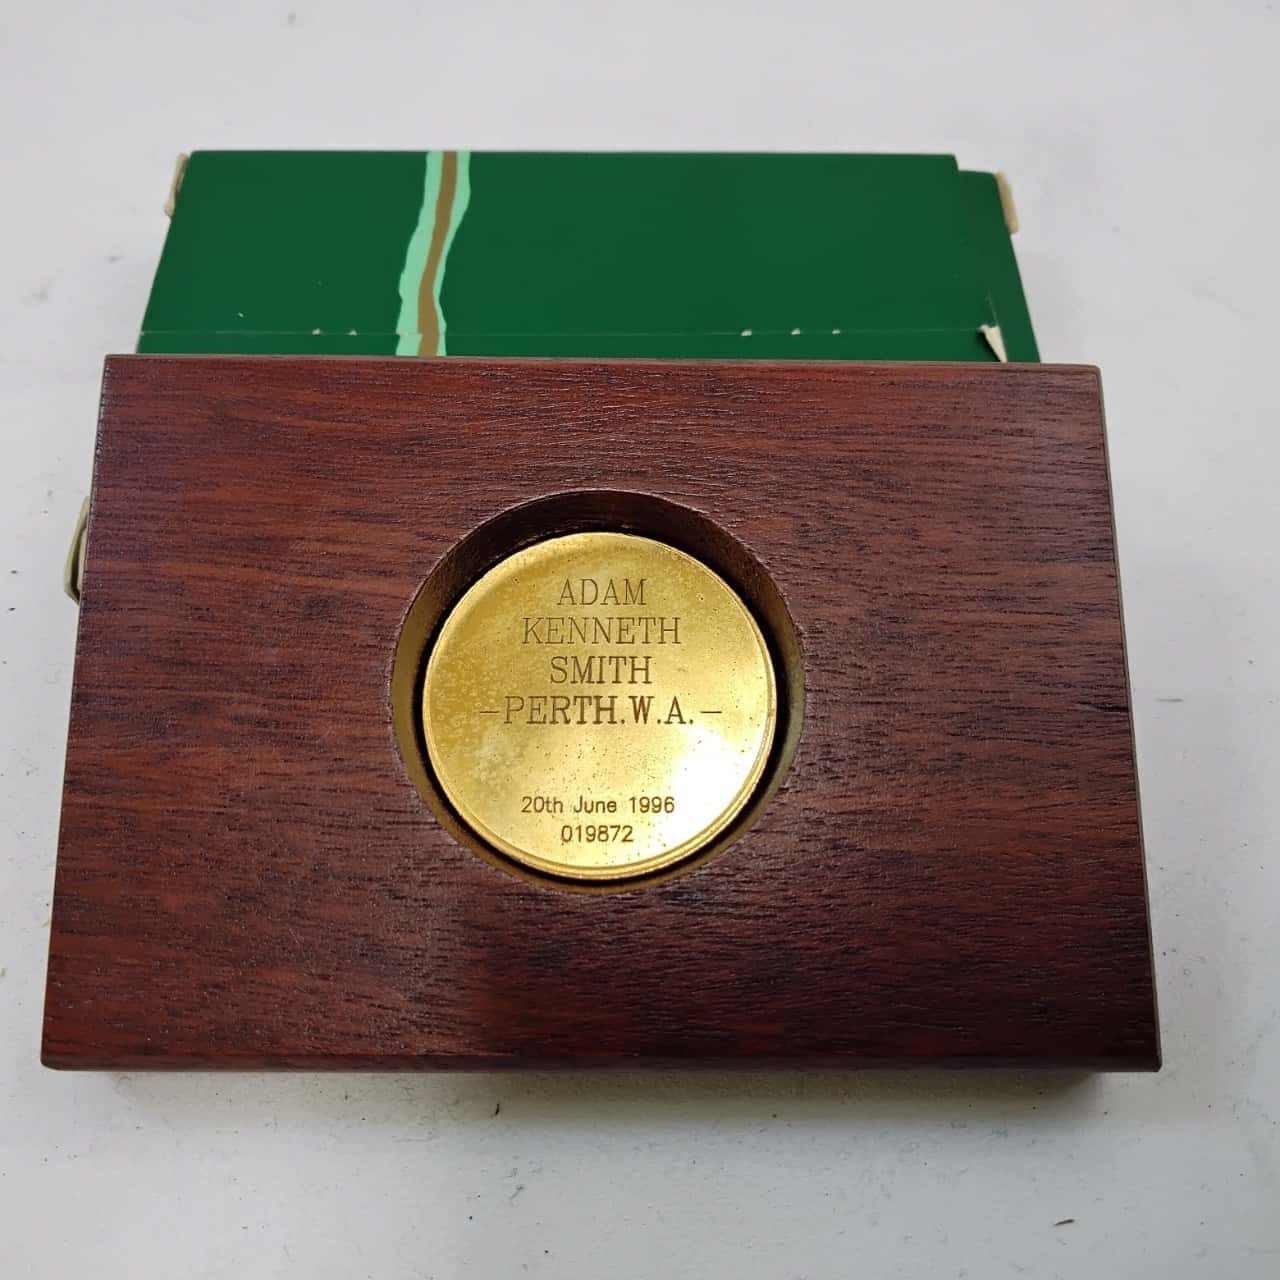 ADAM
KENNETH
SMITH
-PERTH.W.A.-
20th June 1996
019872